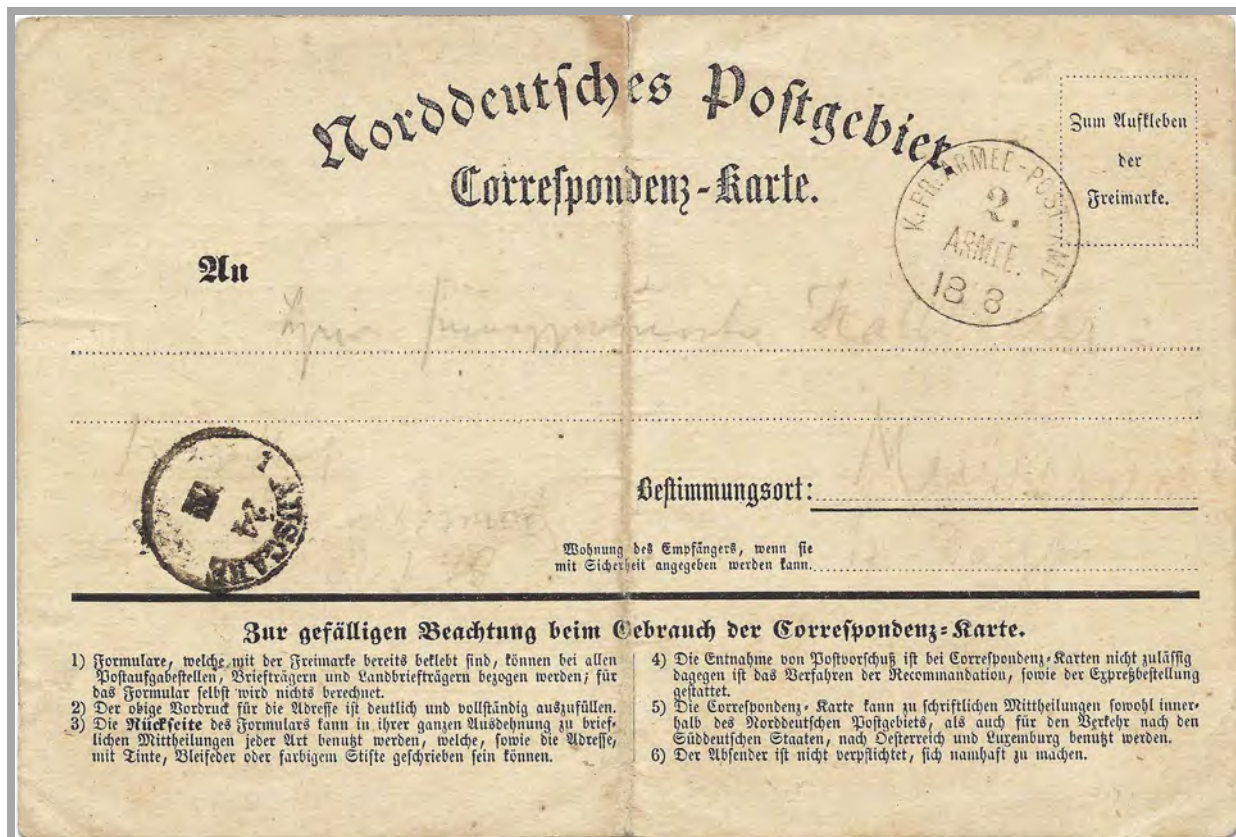 Norddeutsches Postgebiet
Correspondenz-Karte.
Zum Aufkleben
der
Freimarke.
K.PR.ARMEE-POST
2.
ARMEE.
18 8
An
AUSGABE
Bestimmungsort:
Wohnung des Empfängers, wenn sie
mit Sicherheit angegeben werden kann.
Zur gefälligen Beachtung beim Gebrauch der Correspondenz-Karte.
1) Formulare, welche mit der Freimarke bereits beklebt sind, können bei allen
Postaufgabestellen, Briefträgern und Landbriefträgern bezogen werden; für
das Formular selbst wird nichts berechnet.
2) Der obige Vordruck für die Adresse ist deutlich und vollständig auszufüllen.
3) Die Rückseite des Formulars kann in ihrer ganzen Ausdehnung zu brief-
lichen Mittheilungen jeder Art benutzt werden, welche, sowie die Adresse,
mit Tinte, Bleifeder oder farbigem Stifte geschrieben sein können.
4) Die Entnahme von Postvorschuß ist bei Correspondenz-Karten nicht zulässig
dagegen ist das Verfahren der Recommandation, sowie der Expreßbestellung
gestattet.
5) Die Correspondenz-Karte kann zu schriftlichen Mittheilungen sowohl inner-
halb des Norddeutschen Postgebiets, als auch für den Verkehr nach den
Süddeutschen Staaten, nach Oesterreich und Luxemburg benutzt werden.
6) Der Absender ist nicht verpflichtet, sich namhaft zu machen.